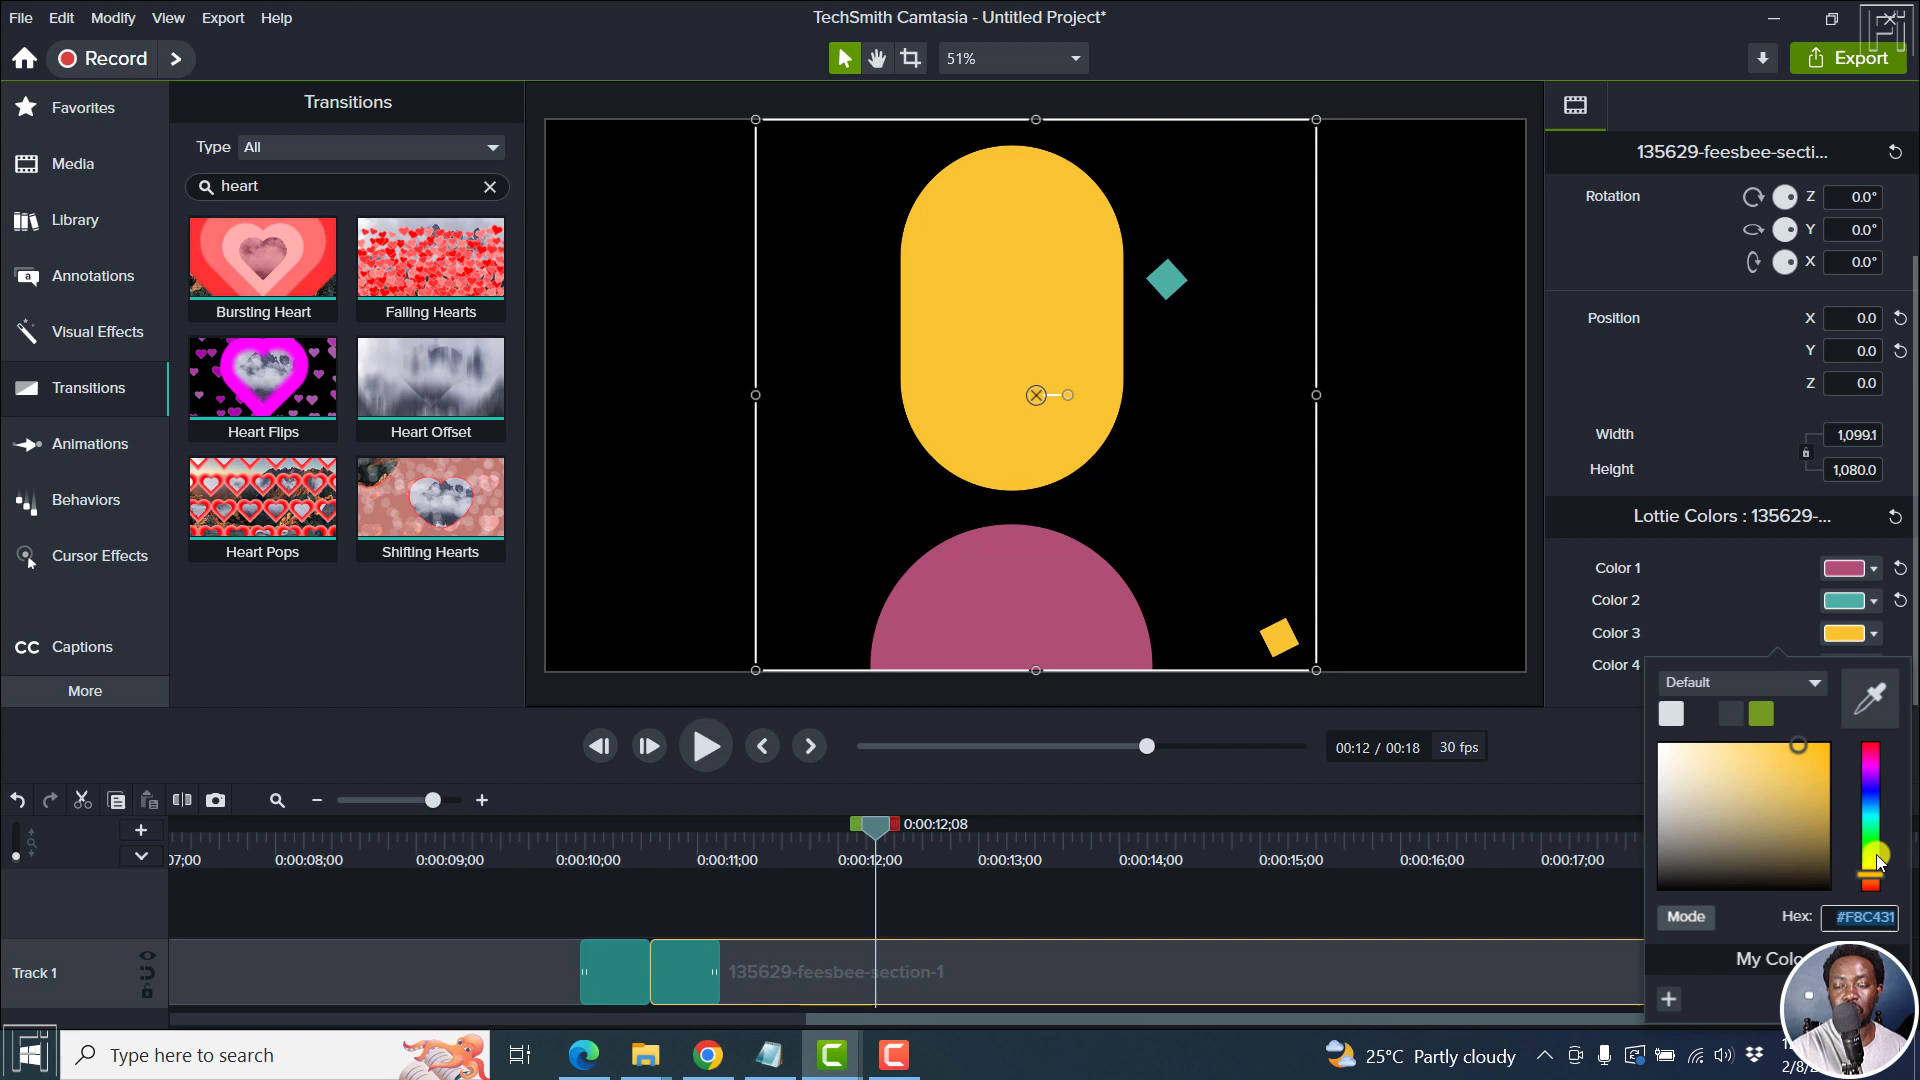 File Edit Modify View Export Help
TechSmith Camtasia - Untitled Project*
Record
51%
Export
Favorites
Media
Library
Annotations
Visual Effects
Transitions
Animations
Behaviors
Cursor Effects
CC Captions
More
Transitions
Type All
heart
Bursting Heart
Falling Hearts
Heart Flips
Heart Offset
Heart Pops
Shifting Hearts
135629-feesbee-secti...
Rotation
Z 0.0°
Y 0.0°
X 0.0°
Position
X 0.0
Y 0.0
Z 0.0
Width 1,099.1
Height 1,080.0
Lottie Colors : 135629-...
Color 1
Color 2
Color 3
Color 4
Default
Mode
Hex: #F8C431
My Colo
00:12 / 00:18 30 fps
0:00:12;08
07;00 0:00:08;00 0:00:09;00 0:00:10;00 0:00:11;00 0:00:12;00 0:00:13;00 0:00:14;00 0:00:15;00 0:00:16;00 0:00:17;00
Track 1
135629-feesbee-section-1
Type here to search
25°C Partly cloudy
2/8/2